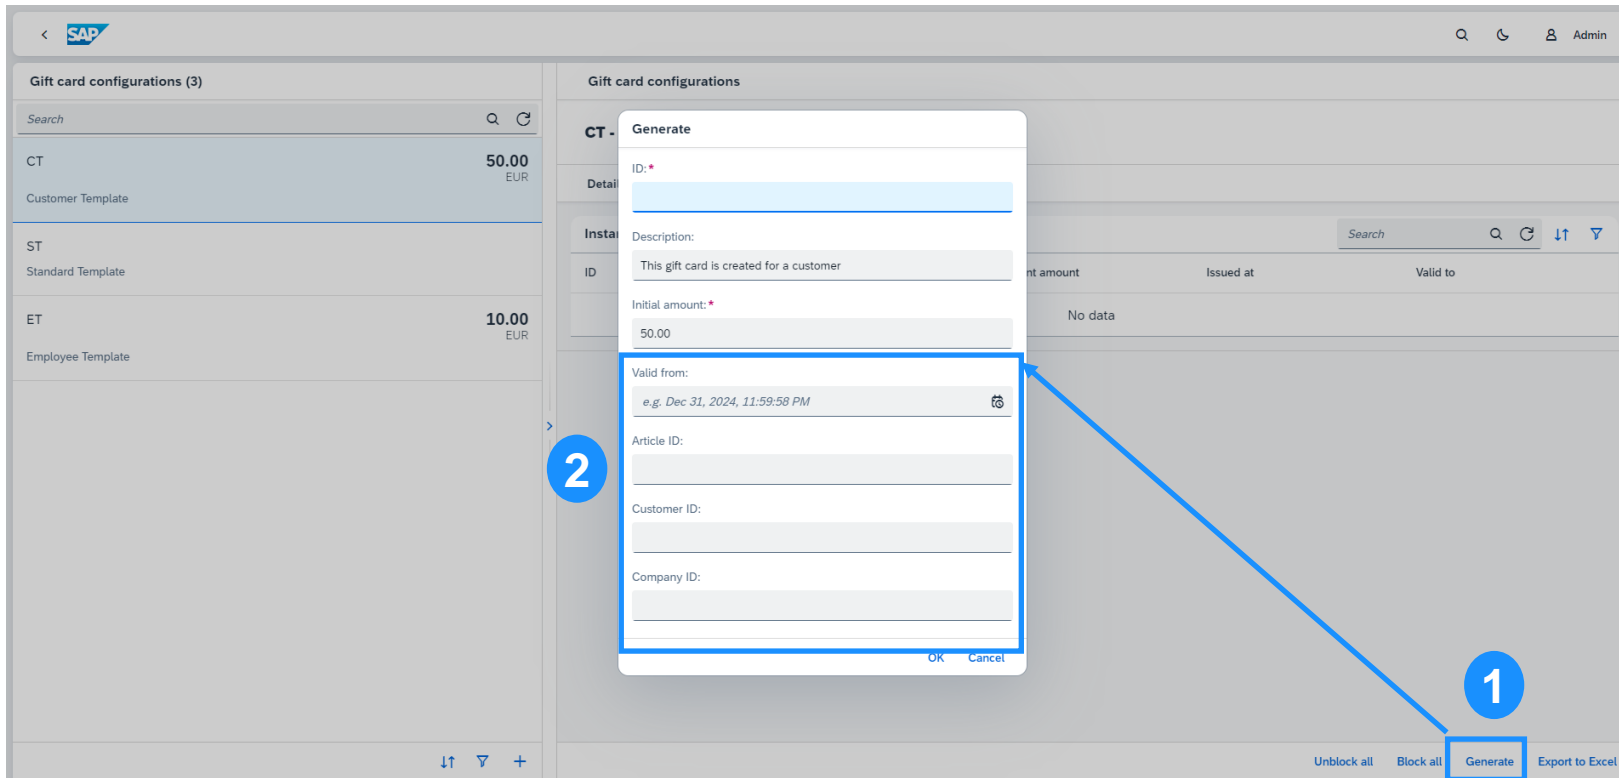 SAP
Admin
Gift card configurations (3)
Search
CT
50.00
EUR
Customer Template
ST
Standard Template
ET
10.00
EUR
Employee Template
Gift card configurations
CT -
Detail
Instan
Search
ID
nt amount
Issued at
Valid to
No data
Generate
ID:*
Description:
This gift card is created for a customer
Initial amount:*
50.00
Valid from:
e.g. Dec 31, 2024, 11:59:58 PM
Article ID:
Customer ID:
Company ID:
OK Cancel
2
1
Unblock all Block all Generate Export to Excel